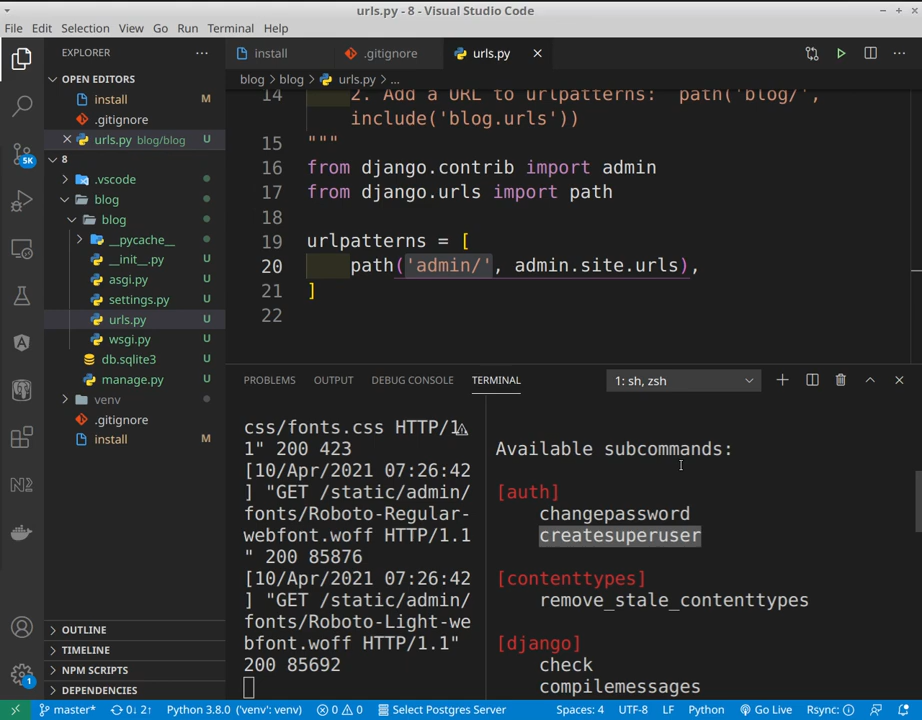 urls.py - 8 - Visual Studio Code
File Edit Selection View Go Run Terminal Help
EXPLORER
OPEN EDITORS
install M
.gitignore
urls.py blog/blog U
8
.vscode
blog
blog
__pycache__
__init__.py U
asgi.py U
settings.py U
urls.py U
wsgi.py U
db.sqlite3 U
manage.py U
venv
.gitignore
install M
OUTLINE
TIMELINE
NPM SCRIPTS
DEPENDENCIES
5K
1
install .gitignore urls.py
blog blog urls.py ...
14 2. Add a URL to urlpatterns: path('blog/',
include('blog.urls'))
15 """
16 from django.contrib import admin
17 from django.urls import path
18
19 urlpatterns = [
20 path('admin/', admin.site.urls),
21 ]
22
PROBLEMS OUTPUT DEBUG CONSOLE TERMINAL 1: sh, zsh
css/fonts.css HTTP/1.
1" 200 423
[10/Apr/2021 07:26:42
] "GET /static/admin/
fonts/Roboto-Regular-
webfont.woff HTTP/1.1
" 200 85876
[10/Apr/2021 07:26:42
] "GET /static/admin/
fonts/Roboto-Light-we
bfont.woff HTTP/1.1"
200 85692
Available subcommands:
[auth]
changepassword
createsuperuser
[contenttypes]
remove_stale_contenttypes
[django]
check
compilemessages
master* 0↓ 2↑ Python 3.8.0 ('venv': venv) 0 0 Select Postgres Server Spaces: 4 UTF-8 LF Python Go Live Rsync: